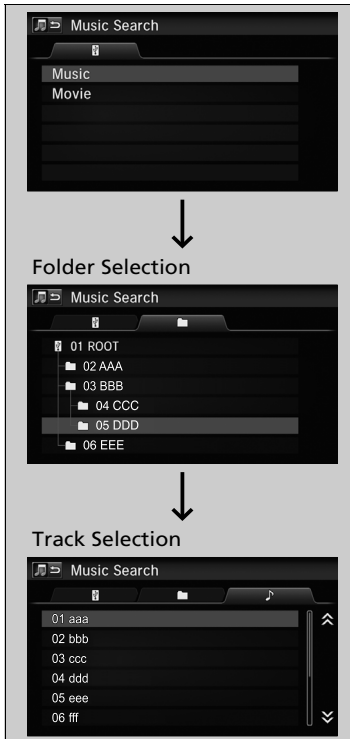 Music Search
Music
Movie
Folder Selection
Music Search
01 ROOT
02 AAA
03 BBB
04 CCC
05 DDD
06 EEE
Track Selection
Music Search
01 aaa
02 bbb
03 ccc
04 ddd
05 eee
06 fff